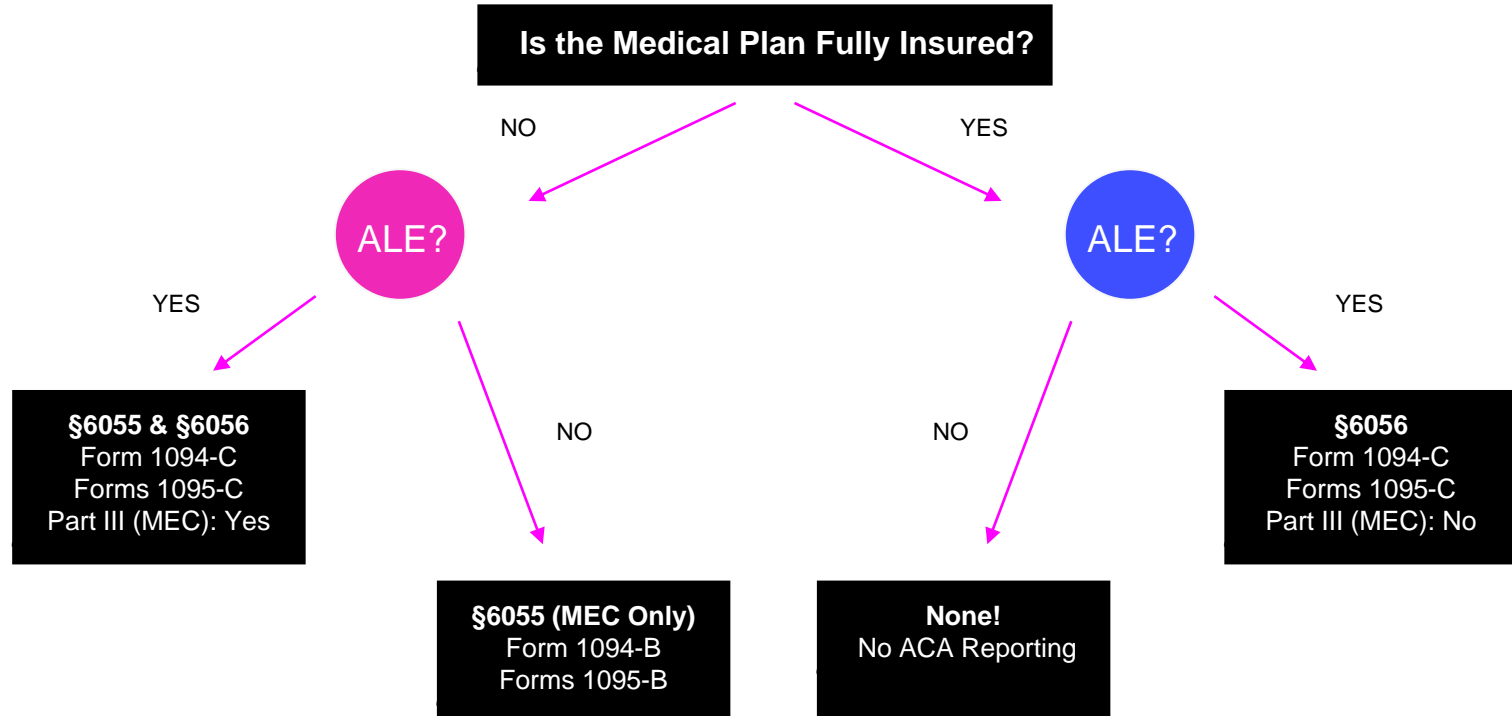 Is the Medical Plan Fully Insured?
NO
YES
ALE?
ALE?
YES
YES
§6055 & §6056
Form 1094-C
Forms 1095-C
Part III (MEC): Yes
NO
NO
§6056
Form 1094-C
Forms 1095-C
Part III (MEC): No
§6055 (MEC Only)
Form 1094-B
Forms 1095-B
None!
No ACA Reporting